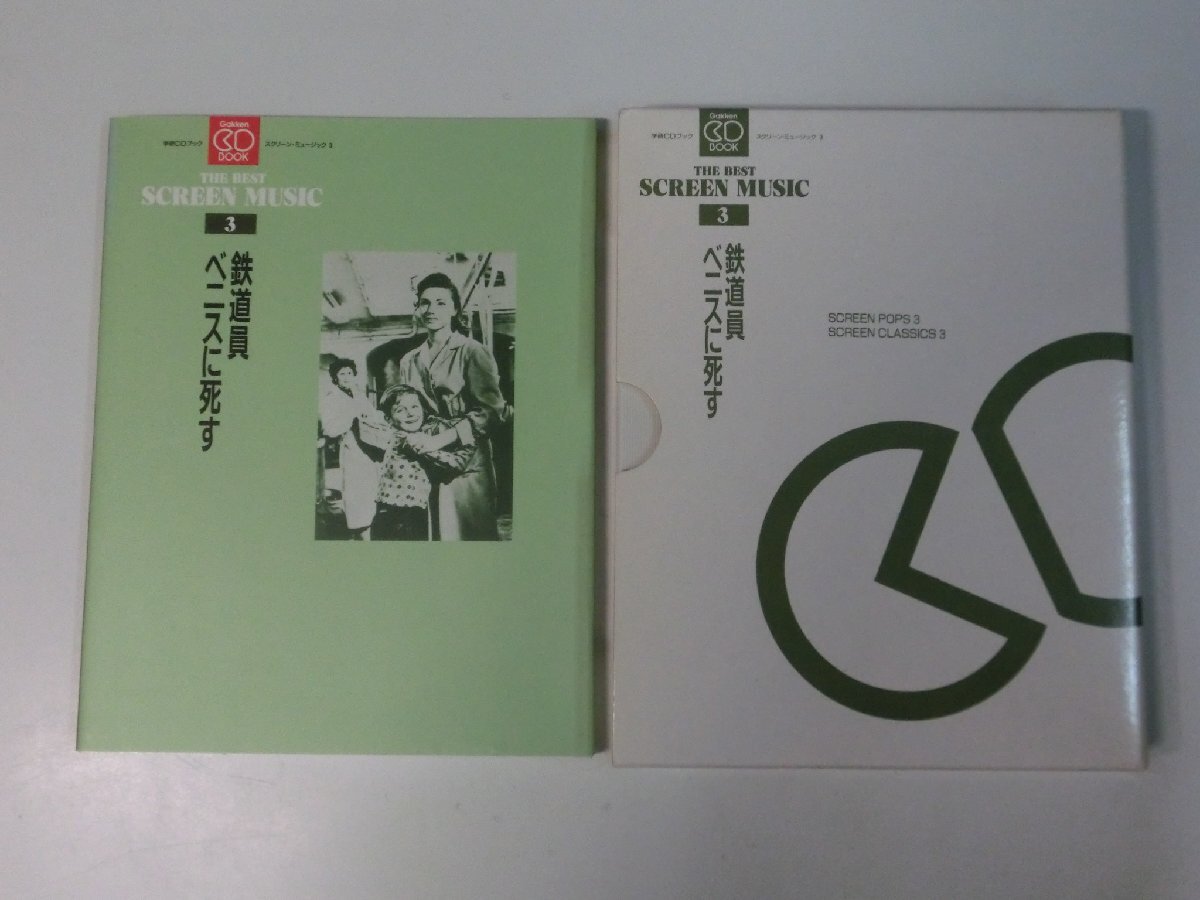 学研CDブック
Gakken
CD
BOOK
スクリーン・ミュージック 3
THE BEST
SCREEN MUSIC
3
鉄道員
ベニスに死す
学研CDブック
Gakken
CD
BOOK
スクリーン・ミュージック 3
THE BEST
SCREEN MUSIC
3
鉄道員
ベニスに死す
SCREEN POPS 3
SCREEN CLASSICS 3